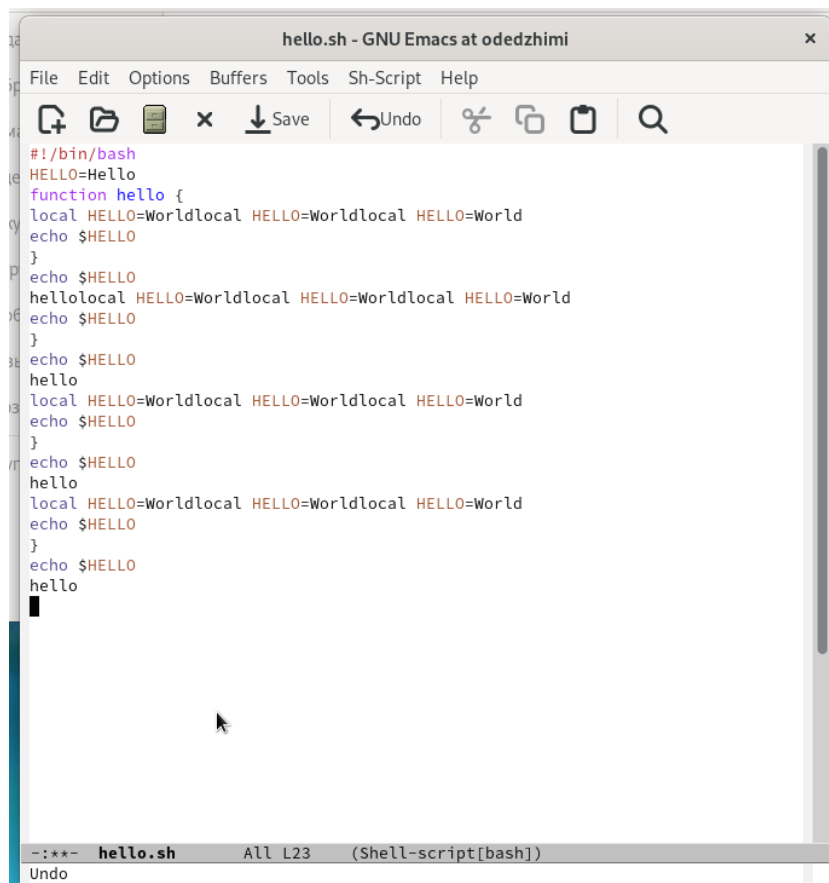 hello.sh - GNU Emacs at odedzhimi
File Edit Options Buffers Tools Sh-Script Help
Save Undo
#!/bin/bash
HELLO=Hello
function hello {
local HELLO=Worldlocal HELLO=Worldlocal HELLO=World
echo $HELLO
}
echo $HELLO
hellolocal HELLO=Worldlocal HELLO=Worldlocal HELLO=World
echo $HELLO
}
echo $HELLO
hello
local HELLO=Worldlocal HELLO=Worldlocal HELLO=World
echo $HELLO
}
echo $HELLO
hello
local HELLO=Worldlocal HELLO=Worldlocal HELLO=World
echo $HELLO
}
echo $HELLO
hello
-:**- hello.sh All L23 (Shell-script[bash])
Undo